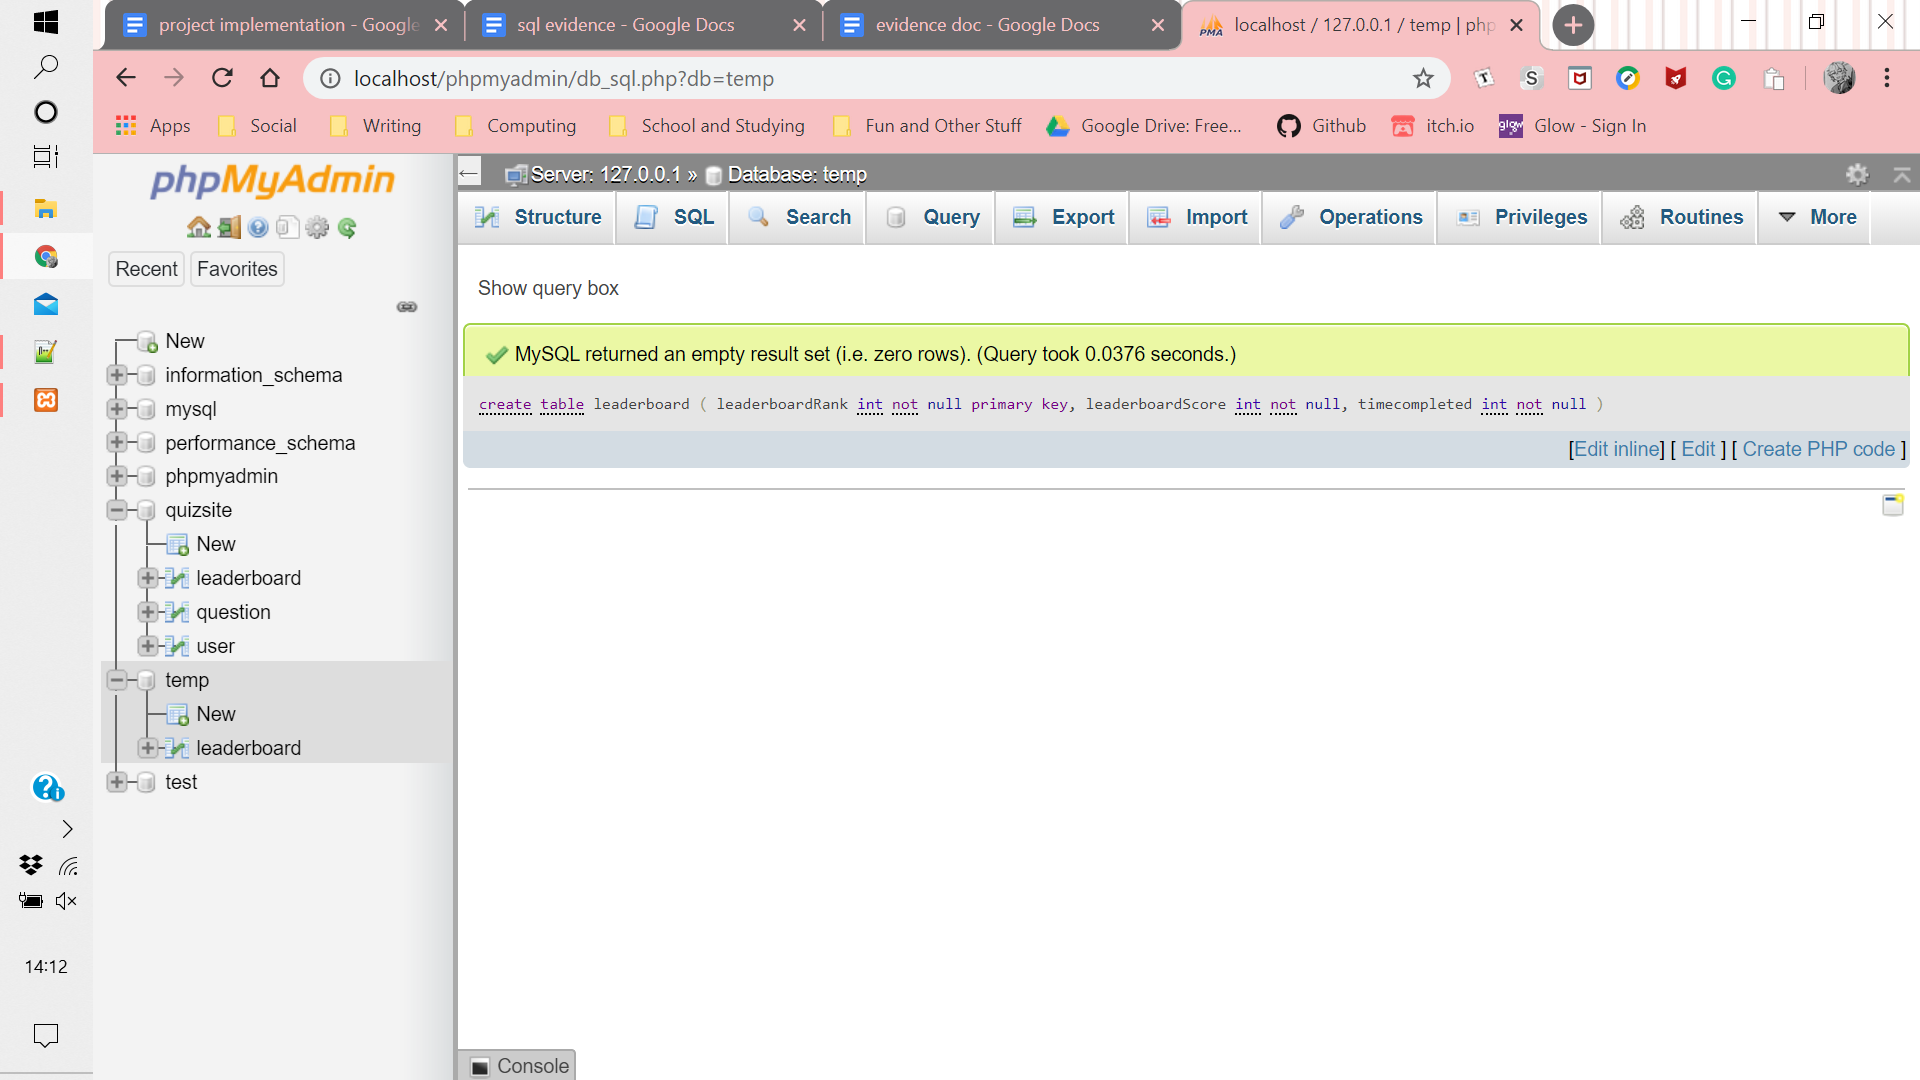 project implementation - Google
sql evidence - Google Docs
evidence doc - Google Docs
PMA
localhost / 127.0.0.1 / temp | php
localhost/phpmyadmin/db_sql.php?db=temp
T
S
G
Apps
Social
Writing
Computing
School and Studying
Fun and Other Stuff
Google Drive: Free...
Github
itch.io
glow
Glow - Sign In
phpMyAdmin
Recent
Favorites
New
information_schema
mysql
performance_schema
phpmyadmin
quizsite
New
leaderboard
question
user
temp
New
leaderboard
test
Server: 127.0.0.1 » Database: temp
Structure
SQL
Search
Query
Export
Import
Operations
Privileges
Routines
More
Show query box
MySQL returned an empty result set (i.e. zero rows). (Query took 0.0376 seconds.)
create table leaderboard ( leaderboardRank int not null primary key, leaderboardScore int not null, timecompleted int not null )
[Edit inline] [ Edit ] [ Create PHP code ]
14:12
Console